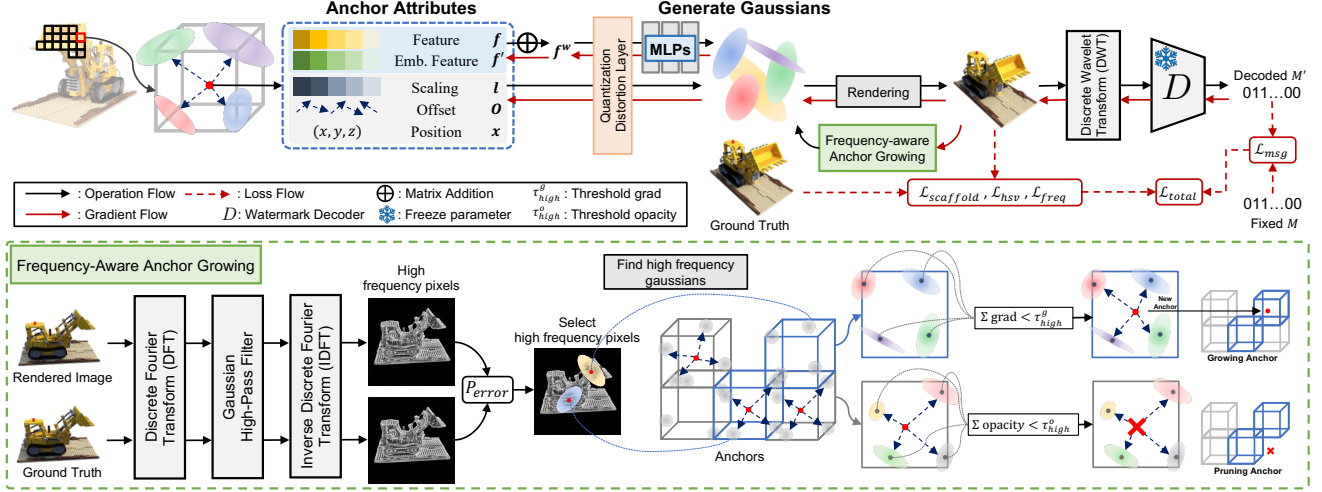 Anchor Attributes
Generate Gaussians
Feature f
Emb. Feature f'
Scaling l
Offset O
(x, y, z) Position x
f^w
Quantization
Distortion Layer
MLPs
Rendering
Frequency-aware
Anchor Growing
Ground Truth
Discrete Wavelet
Transform (DWT)
D
Decoded M'
011...00
ℒ_msg
011...00
Fixed M
ℒ_scaffold , ℒ_hsv , ℒ_freq
ℒ_total
: Operation Flow
: Loss Flow
: Matrix Addition
τ^g_high : Threshold grad
: Gradient Flow
D : Watermark Decoder
: Freeze parameter
τ^o_high : Threshold opacity
Frequency-Aware Anchor Growing
Rendered Image
Ground Truth
Discrete Fourier
Transform (DFT)
Gaussian
High-Pass Filter
Inverse Discrete Fourier
Transform (IDFT)
High
frequency pixels
P_error
Select
high frequency pixels
Find high frequency
gaussians
Anchors
Σ grad < τ^g_high
New
Anchor
Growing Anchor
Σ opacity < τ^o_high
Pruning Anchor